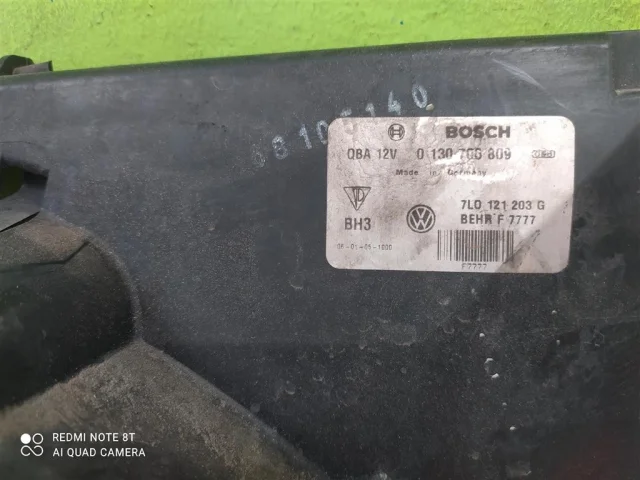 BOSCH
QBA 12V 0 130 706 809
Made in Germany
BH3
7L0 121 203 G
BEHR F 7777
F7777
REDMI NOTE 8T
AI QUAD CAMERA